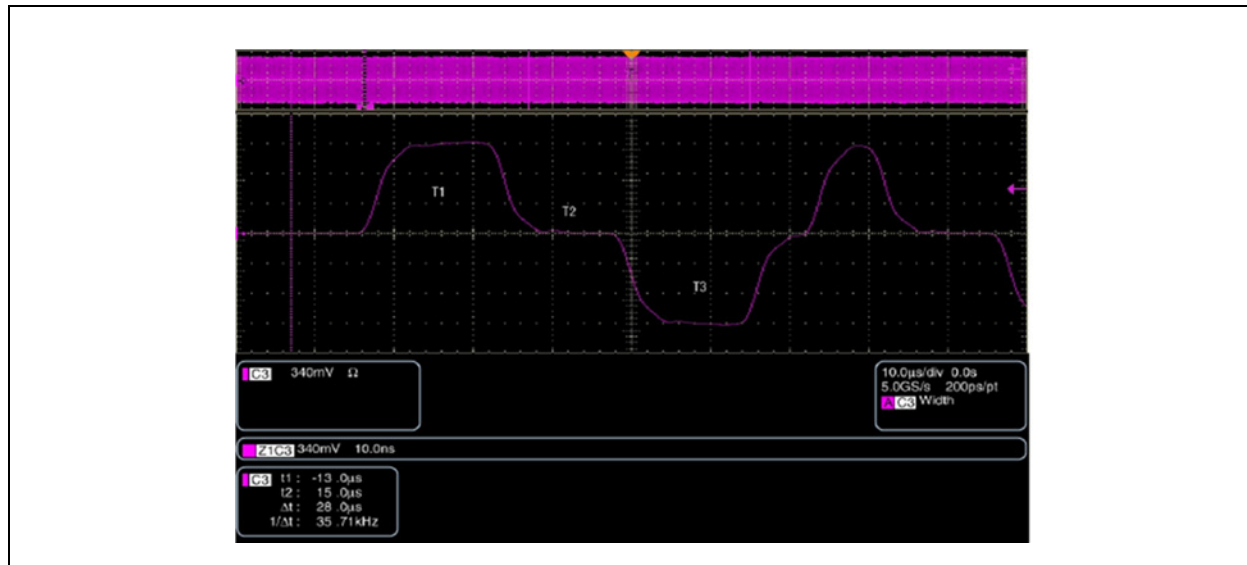 T1
T2
T3
C3 340mV Ω
10.0µs/div 0.0s
5.0GS/s 200ps/pt
A C3 Width
Z1C3 340mV 10.0ns
C3 t1: -13.0µs
t2: 15.0µs
Δt: 28.0µs
1/Δt: 35.71kHz